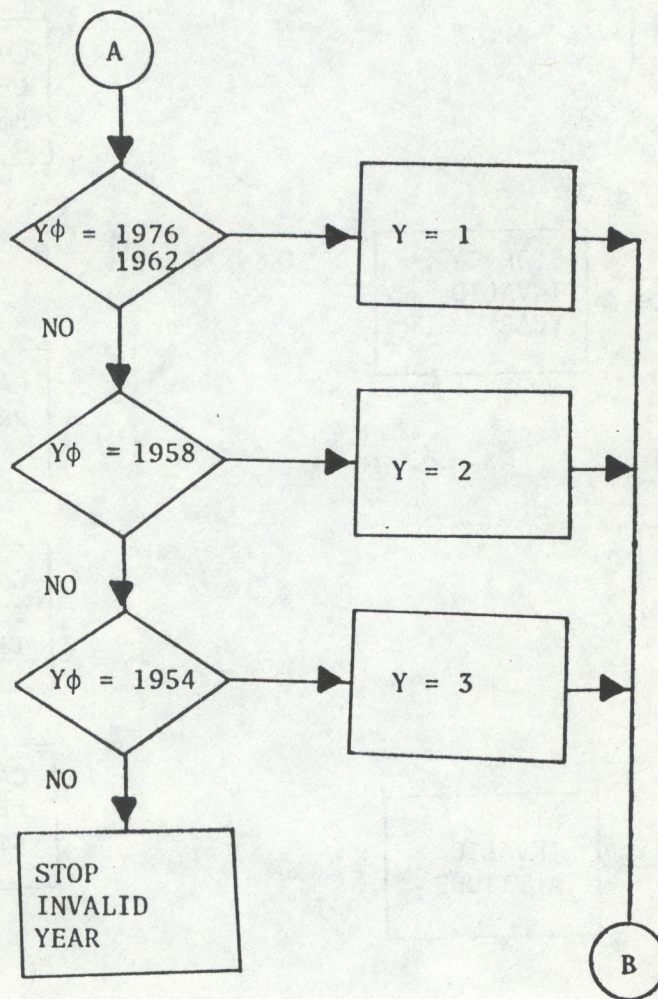 A
Yφ = 1976
1962
Y = 1
NO
Yφ = 1958
Y = 2
NO
Yφ = 1954
Y = 3
NO
STOP
INVALID
YEAR
B